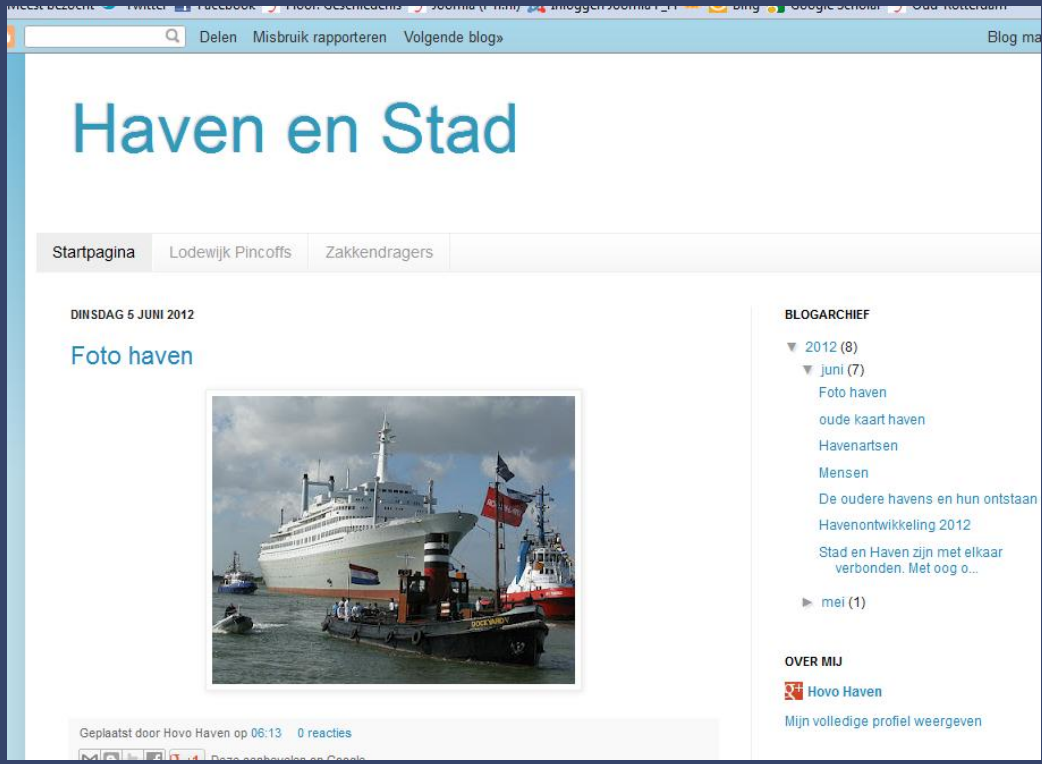 Delen Misbruik rapporteren Volgende blog»
Haven en Stad
Startpagina Lodewijk Pincoffs Zakkendragers
DINSDAG 5 JUNI 2012
Foto haven
DOCKYARD V
Geplaatst door Hovo Haven op 06:13 0 reacties
BLOGARCHIEF
▼ 2012 (8)
▼ juni (7)
Foto haven
oude kaart haven
Havenartsen
Mensen
De oudere havens en hun ontstaan
Havenontwikkeling 2012
Stad en Haven zijn met elkaar
verbonden. Met oog o...
► mei (1)
OVER MIJ
g+ Hovo Haven
Mijn volledige profiel weergeven